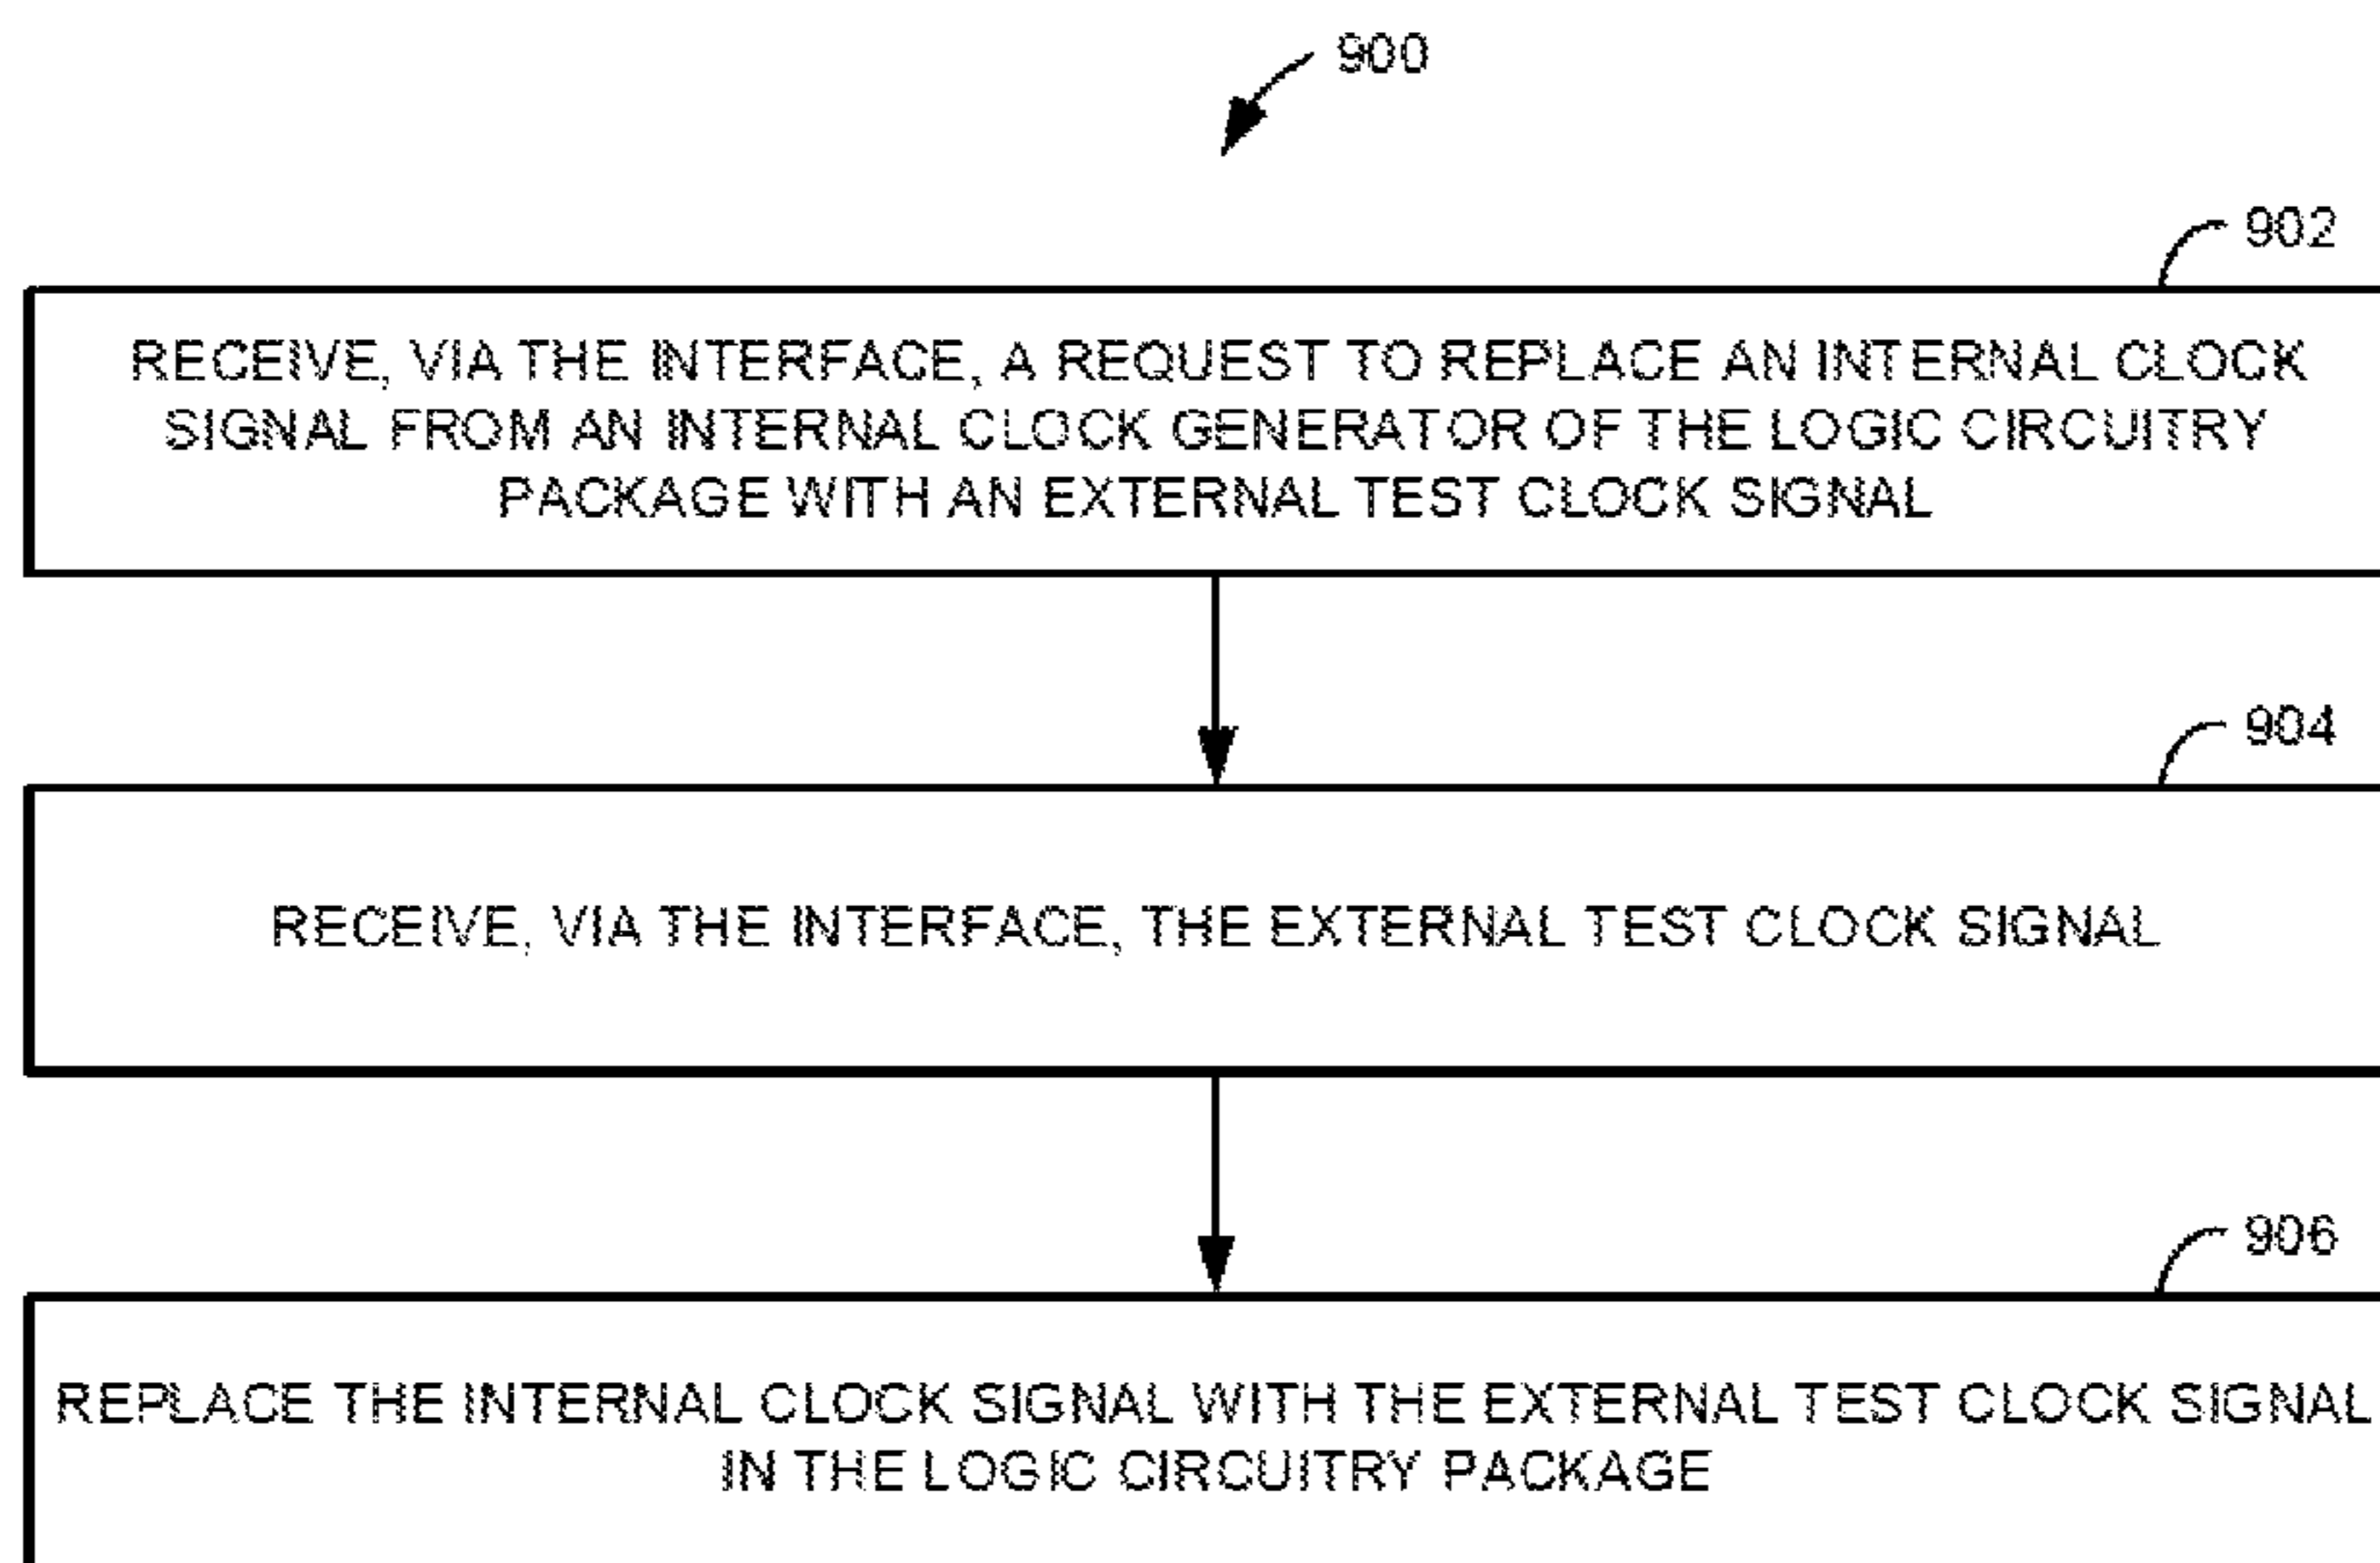 900
902
RECEIVE, VIA THE INTERFACE, A REQUEST TO REPLACE AN INTERNAL CLOCK
SIGNAL FROM AN INTERNAL CLOCK GENERATOR OF THE LOGIC CIRCUITRY
PACKAGE WITH AN EXTERNAL TEST CLOCK SIGNAL
904
RECEIVE, VIA THE INTERFACE, THE EXTERNAL TEST CLOCK SIGNAL
906
REPLACE THE INTERNAL CLOCK SIGNAL WITH THE EXTERNAL TEST CLOCK SIGNAL
IN THE LOGIC CIRCUITRY PACKAGE